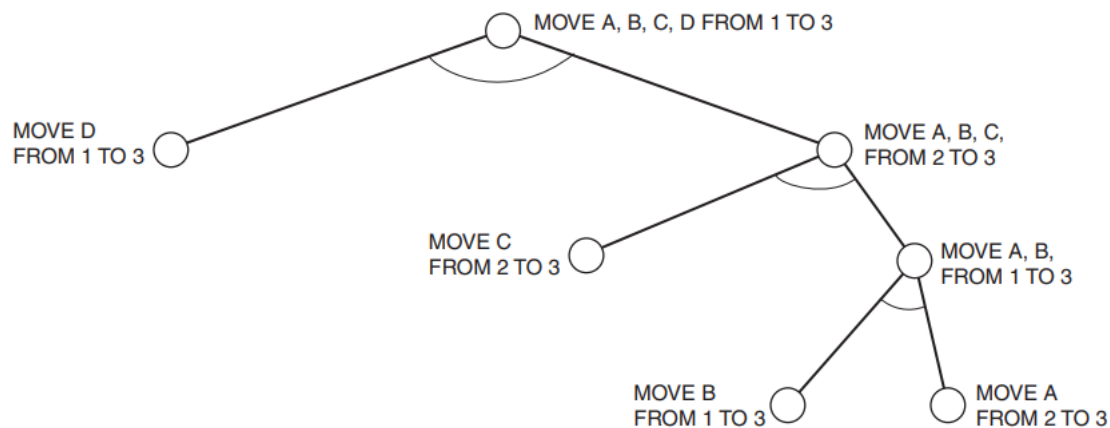 MOVE A, B, C, D FROM 1 TO 3
MOVE D
FROM 1 TO 3
MOVE A, B, C,
FROM 2 TO 3
MOVE C
FROM 2 TO 3
MOVE A, B,
FROM 1 TO 3
MOVE B
FROM 1 TO 3
MOVE A
FROM 2 TO 3